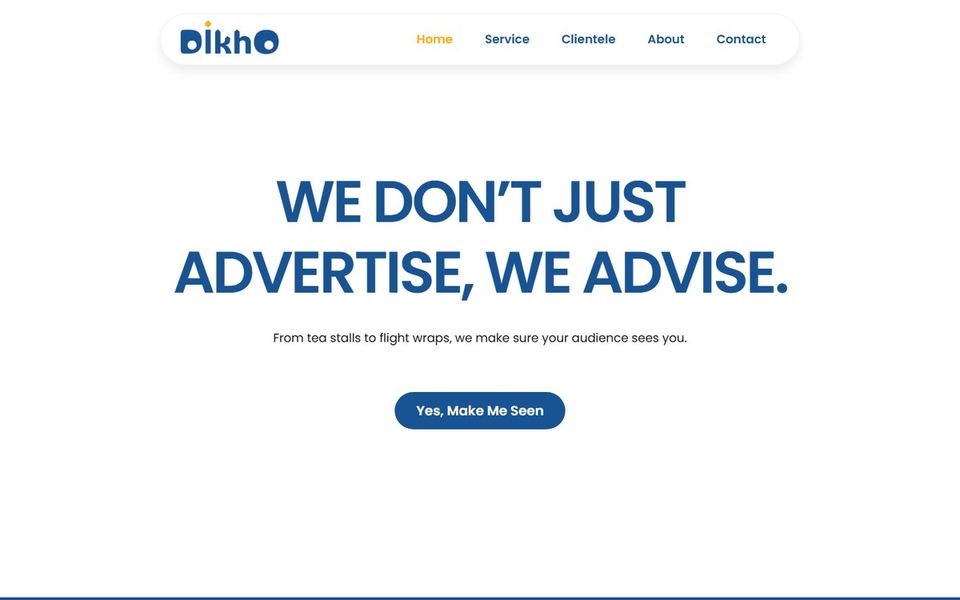 Dikho
Home Service Clientele About Contact
WE DON’T JUST
ADVERTISE, WE ADVISE.
From tea stalls to flight wraps, we make sure your audience sees you.
Yes, Make Me Seen